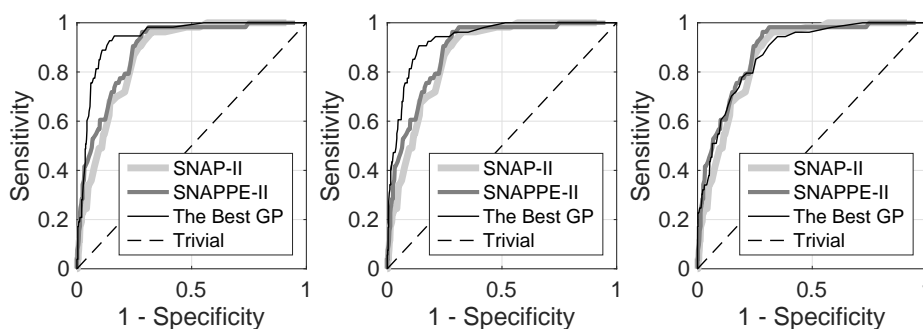 Sensitivity
1
0.8
0.6
0.4
0.2
0
SNAP-II
SNAPPE-II
The Best GP
Trivial
0
0.5
1
1 - Specificity
Sensitivity
1
0.8
0.6
0.4
0.2
0
SNAP-II
SNAPPE-II
The Best GP
Trivial
0
0.5
1
1 - Specificity
Sensitivity
1
0.8
0.6
0.4
0.2
0
SNAP-II
SNAPPE-II
The Best GP
Trivial
0
0.5
1
1 - Specificity